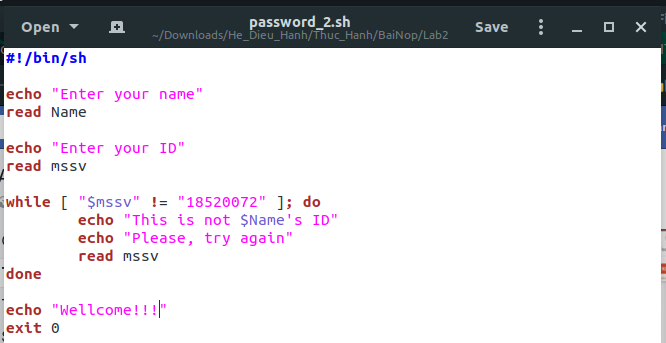 Open password_2.sh Save
~/Downloads/He_Dieu_Hanh/Thuc_Hanh/BaiNop/Lab2
#!/bin/sh
echo "Enter your name"
read Name
echo "Enter your ID"
read mssv
while [ "$mssv" != "18520072" ]; do
echo "This is not $Name's ID"
echo "Please, try again"
read mssv
done
echo "Wellcome!!!"
exit 0